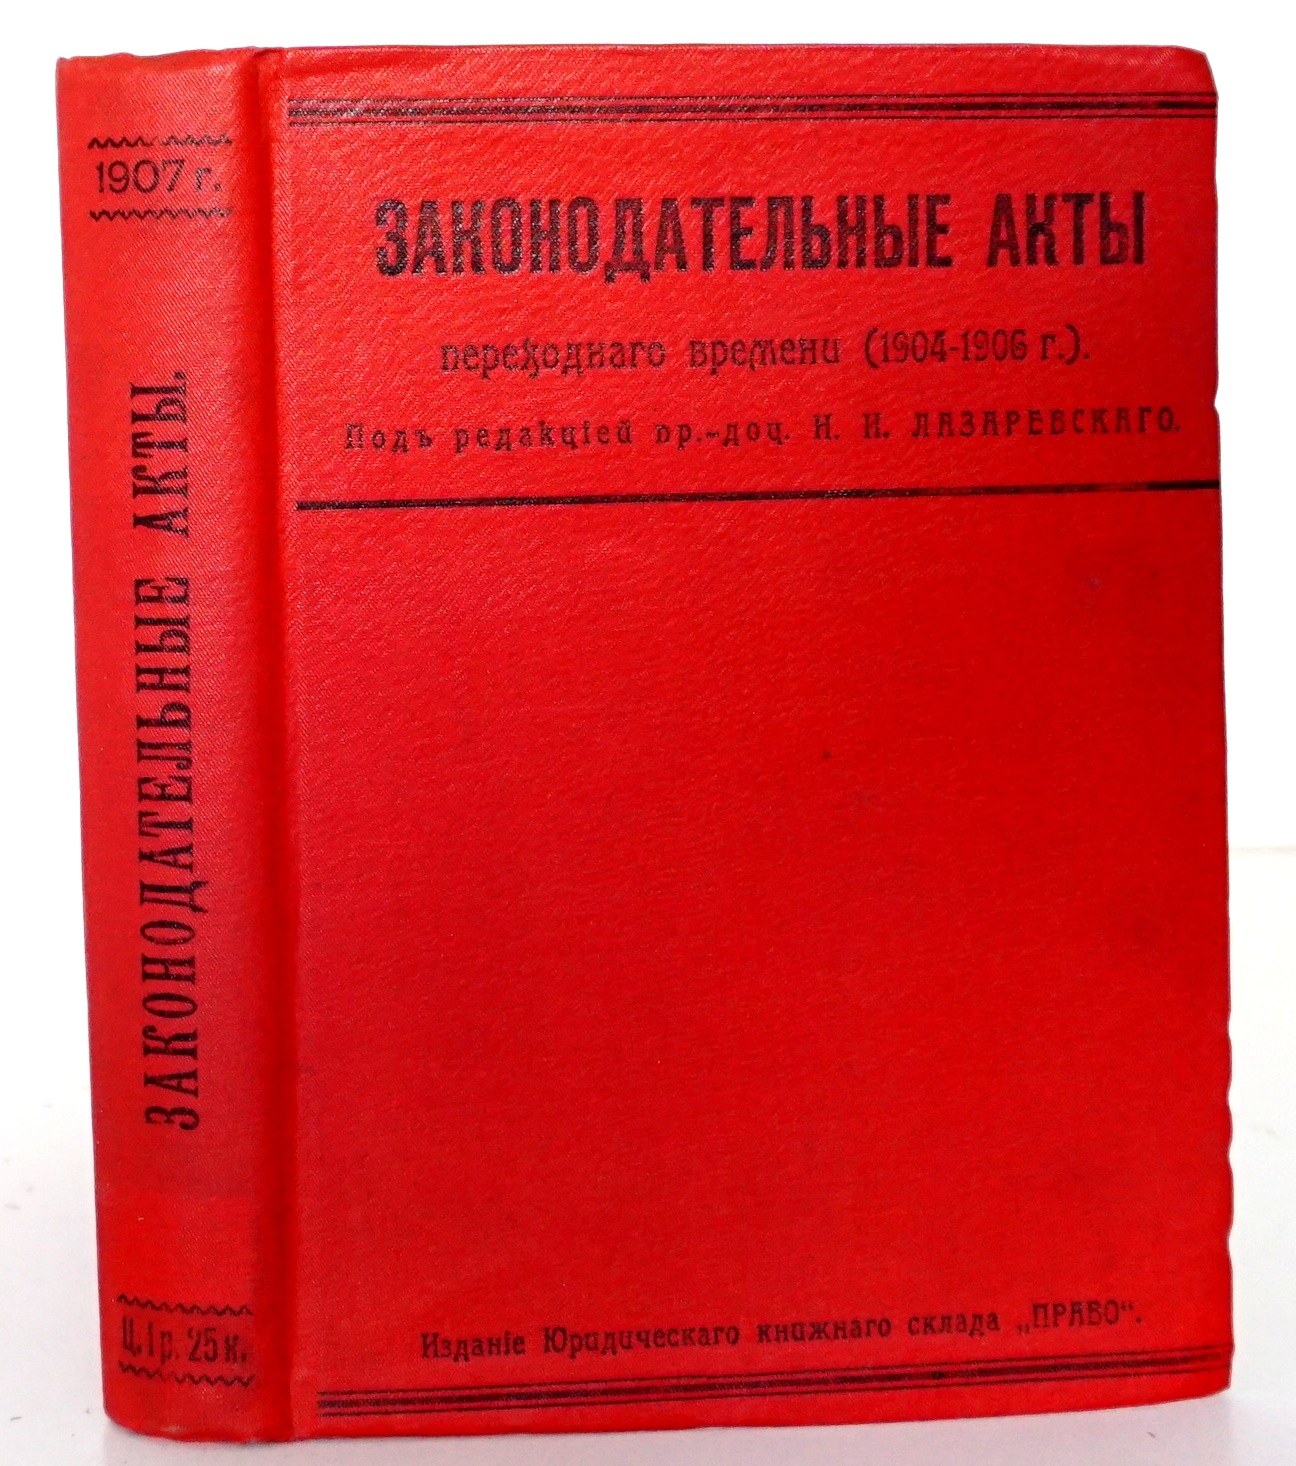 1907 г.
ЗАКОНОДАТЕЛЬНЫЕ АКТЫ.
Ц. 1 р. 25 к.
ЗАКОНОДАТЕЛЬНЫЕ АКТЫ
переходнаго времени (1904-1906 г.).
Подъ редакціей пр.-доц. Н. И. ЛАЗАРЕВСКАГО.
Изданіе Юридическаго книжнаго склада „ПРАВО“.